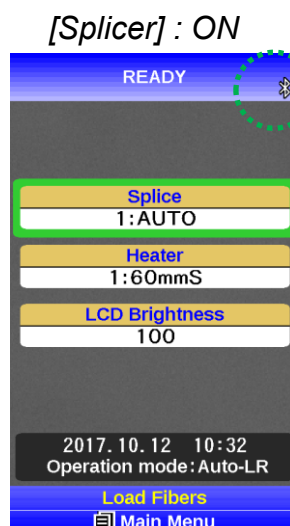 [Splicer] : ON
READY
Splice
1:AUTO
Heater
1:60mmS
LCD Brightness
100
2017.10.12 10:32
Operation mode:Auto-LR
Load Fibers
Main Menu